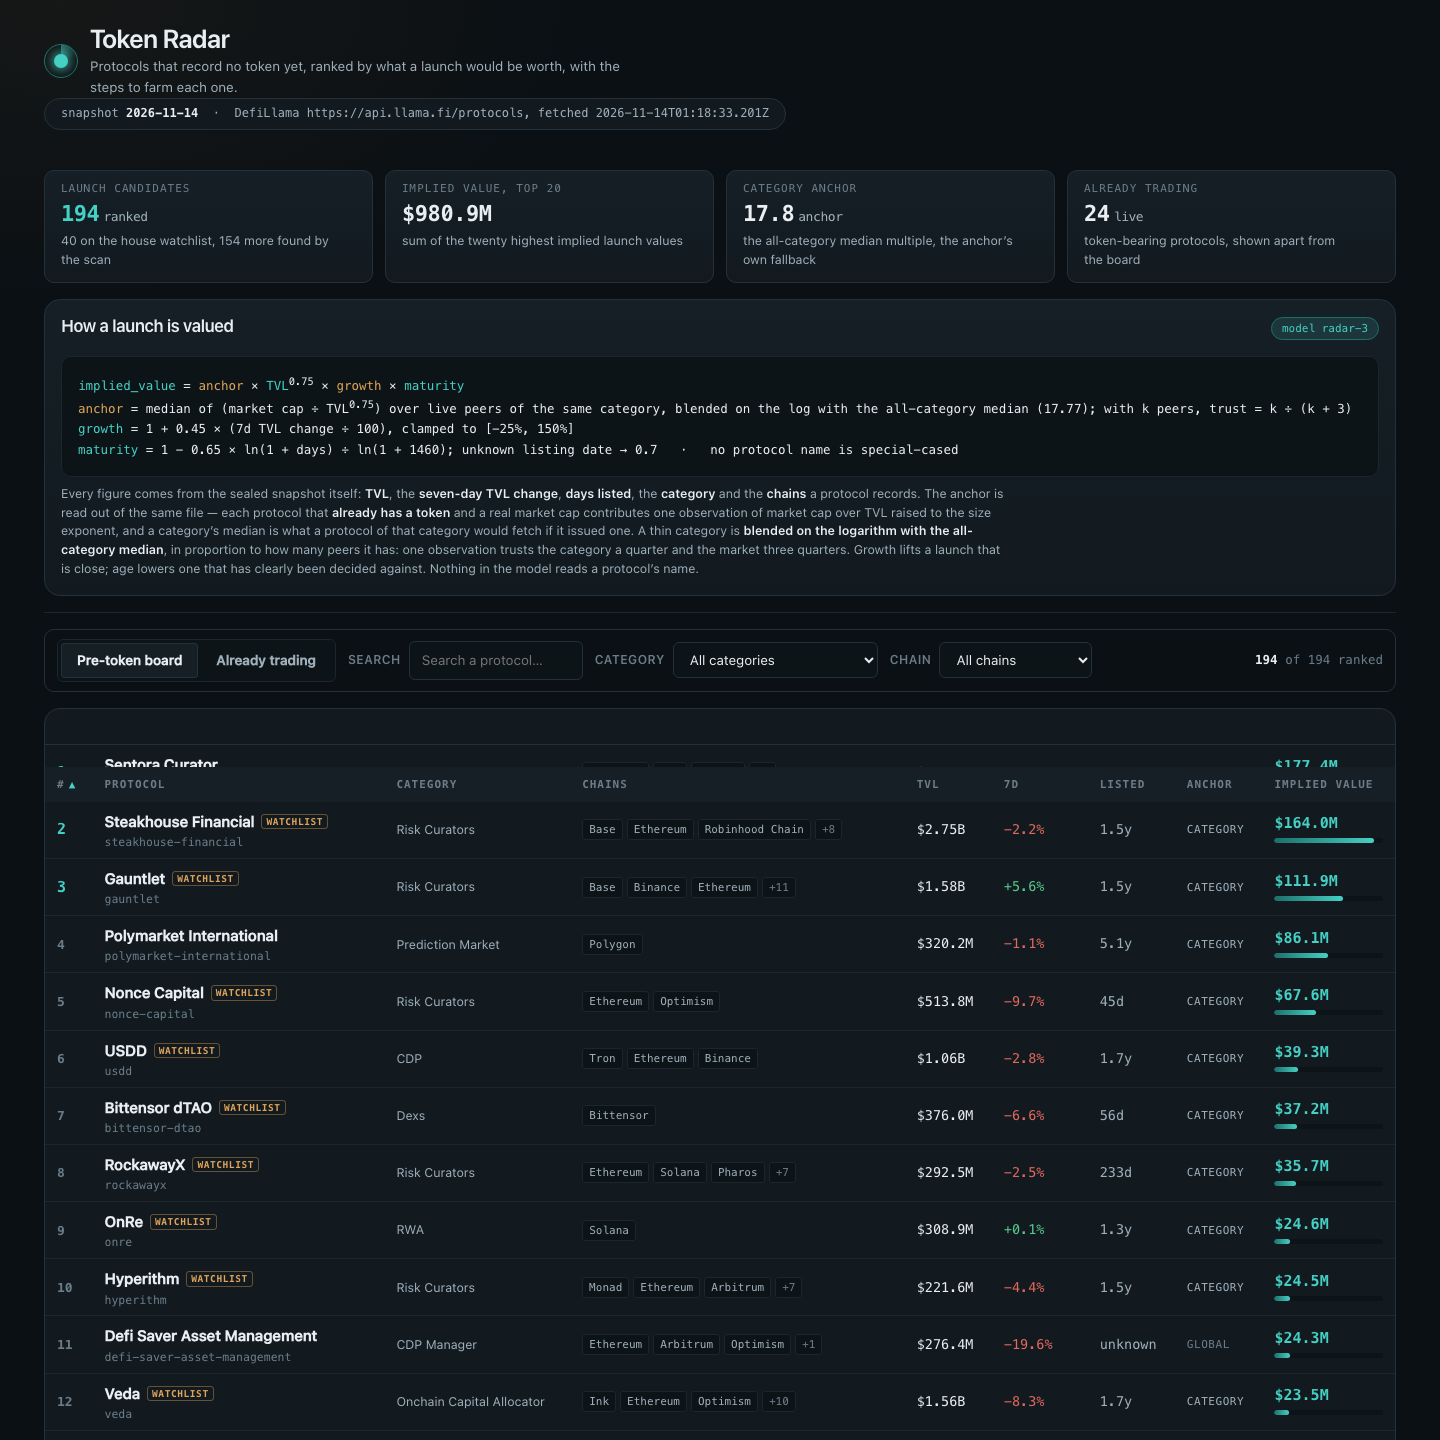 Token Radar
Protocols that record no token yet, ranked by what a launch would be worth, with the
steps to farm each one.
snapshot 2026-11-14 · DefiLlama https://api.llama.fi/protocols, fetched 2026-11-14T01:18:33.201Z
LAUNCH CANDIDATES
194 ranked
40 on the house watchlist, 154 more found by
the scan
IMPLIED VALUE, TOP 20
$980.9M
sum of the twenty highest implied launch values
CATEGORY ANCHOR
17.8 anchor
the all-category median multiple, the anchor's
own fallback
ALREADY TRADING
24 live
token-bearing protocols, shown apart from
the board
How a launch is valued
model radar-3
implied_value = anchor × TVL^0.75 × growth × maturity
anchor = median of (market cap ÷ TVL^0.75) over live peers of the same category, blended on the log with the all-category median (17.77); with k peers, trust = k ÷ (k + 3)
growth = 1 + 0.45 × (7d TVL change ÷ 100), clamped to [-25%, 150%]
maturity = 1 − 0.65 × ln(1 + days) ÷ ln(1 + 1460); unknown listing date → 0.7 · no protocol name is special-cased
Every figure comes from the sealed snapshot itself: TVL, the seven-day TVL change, days listed, the category and the chains a protocol records. The anchor is
read out of the same file — each protocol that already has a token and a real market cap contributes one observation of market cap over TVL raised to the size
exponent, and a category's median is what a protocol of that category would fetch if it issued one. A thin category is blended on the logarithm with the all-
category median, in proportion to how many peers it has: one observation trusts the category a quarter and the market three quarters. Growth lifts a launch that
is close; age lowers one that has clearly been decided against. Nothing in the model reads a protocol's name.
Pre-token board Already trading SEARCH Search a protocol… CATEGORY All categories CHAIN All chains 194 of 194 ranked
Sentora Curator $177.4M
# ▲ PROTOCOL CATEGORY CHAINS TVL 7D LISTED ANCHOR IMPLIED VALUE
2 Steakhouse Financial WATCHLIST Risk Curators Base Ethereum Robinhood Chain +8 $2.75B −2.2% 1.5y CATEGORY $164.0M
steakhouse-financial
3 Gauntlet WATCHLIST Risk Curators Base Binance Ethereum +11 $1.58B +5.6% 1.5y CATEGORY $111.9M
gauntlet
4 Polymarket International Prediction Market Polygon $320.2M −1.1% 5.1y CATEGORY $86.1M
polymarket-international
5 Nonce Capital WATCHLIST Risk Curators Ethereum Optimism $513.8M −9.7% 45d CATEGORY $67.6M
nonce-capital
6 USDD WATCHLIST CDP Tron Ethereum Binance $1.06B −2.8% 1.7y CATEGORY $39.3M
usdd
7 Bittensor dTAO WATCHLIST Dexs Bittensor $376.0M −6.6% 56d CATEGORY $37.2M
bittensor-dtao
8 RockawayX WATCHLIST Risk Curators Ethereum Solana Pharos +7 $292.5M −2.5% 233d CATEGORY $35.7M
rockawayx
9 OnRe WATCHLIST RWA Solana $308.9M +0.1% 1.3y CATEGORY $24.6M
onre
10 Hyperithm WATCHLIST Risk Curators Monad Ethereum Arbitrum +7 $221.6M −4.4% 1.5y CATEGORY $24.5M
hyperithm
11 Defi Saver Asset Management CDP Manager Ethereum Arbitrum Optimism +1 $276.4M −19.6% unknown GLOBAL $24.3M
defi-saver-asset-management
12 Veda WATCHLIST Onchain Capital Allocator Ink Ethereum Optimism +10 $1.56B −8.3% 1.7y CATEGORY $23.5M
veda